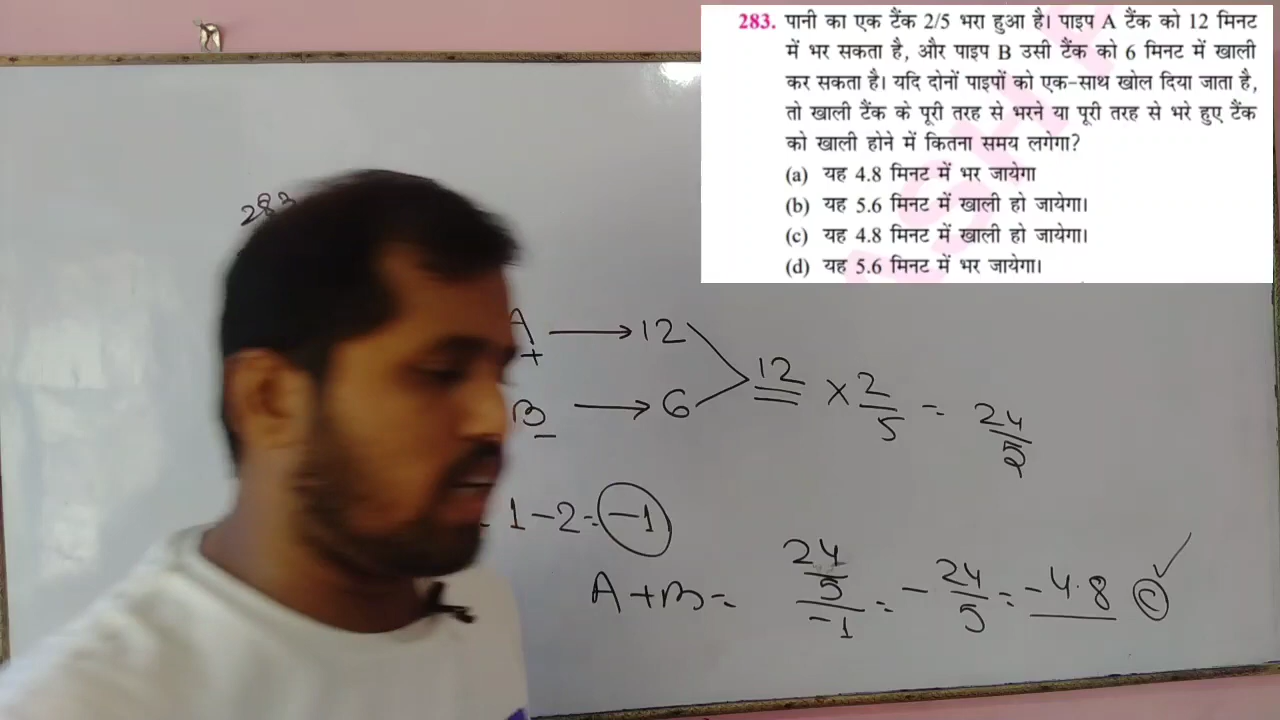 283. पानी का एक टैंक 2/5 भरा हुआ है। पाइप A टैंक को 12 मिनट
में भर सकता है, और पाइप B उसी टैंक को 6 मिनट में खाली
कर सकता है। यदि दोनों पाइपों को एक-साथ खोल दिया जाता है,
तो खाली टैंक के पूरी तरह से भरने या पूरी तरह से भरे हुए टैंक
को खाली होने में कितना समय लगेगा?
(a) यह 4.8 मिनट में भर जायेगा
(b) यह 5.6 मिनट में खाली हो जायेगा।
(c) यह 4.8 मिनट में खाली हो जायेगा।
(d) यह 5.6 मिनट में भर जायेगा।
283
A → 12
+
12 × 2/5 = 24/5
B → 6
−
1 − 2 = −1
A + B = 24/5 / −1 = − 24/5 = −4.8 (c) ✓